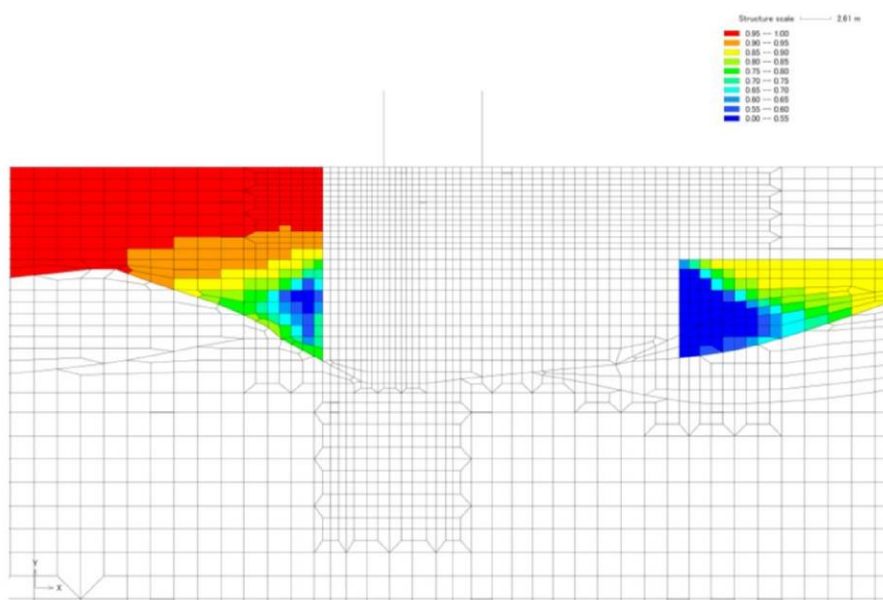 Structure scale 2.61 m
0.95 --- 1.00
0.90 --- 0.95
0.85 --- 0.90
0.80 --- 0.85
0.75 --- 0.80
0.70 --- 0.75
0.65 --- 0.70
0.60 --- 0.65
0.55 --- 0.60
0.00 --- 0.55
Y
X